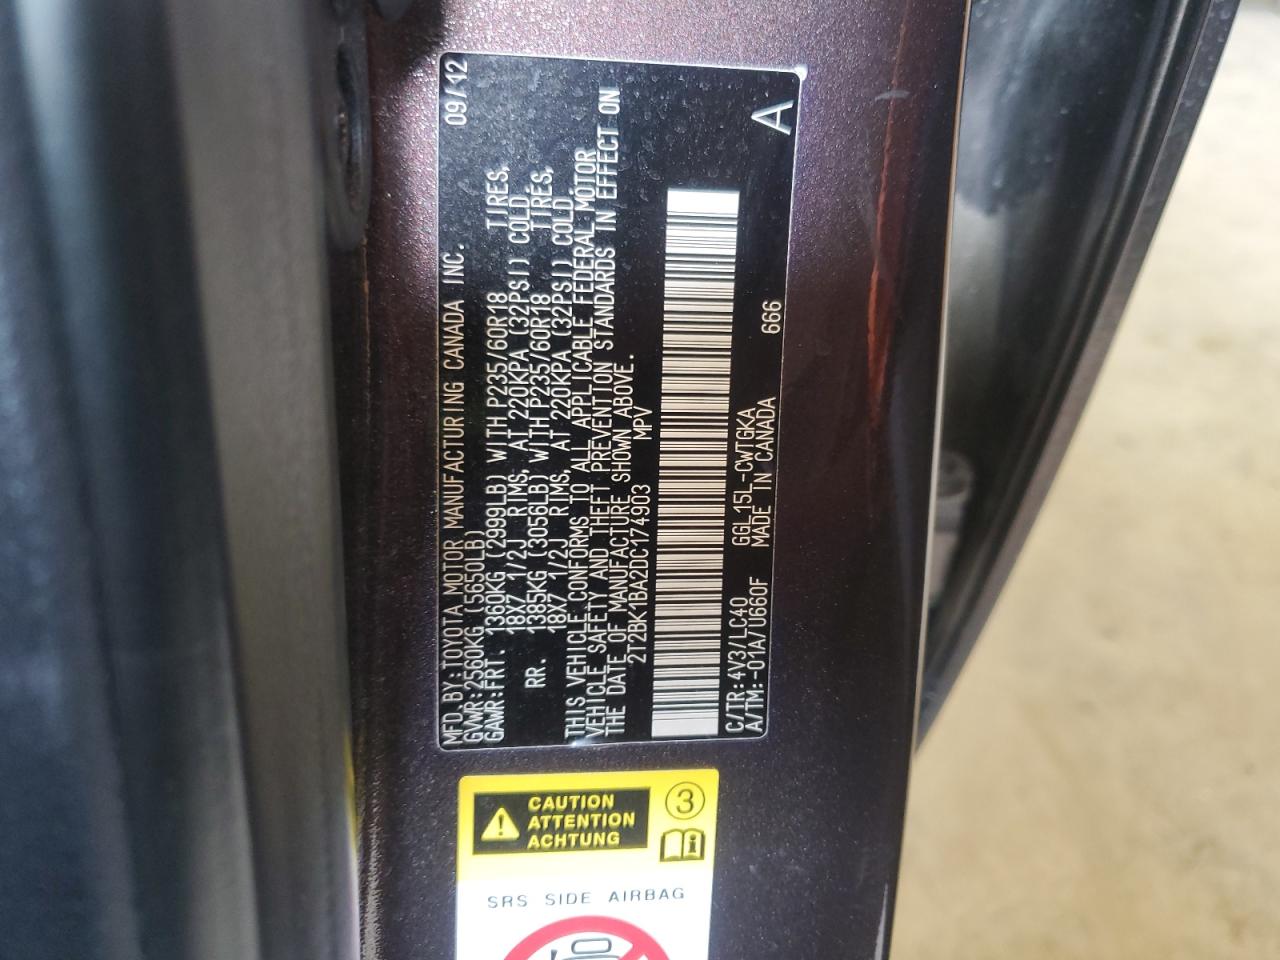 MFD.BY:TOYOTA MOTOR MANUFACTURING CANADA INC. 09/12
GVWR:2560KG (5650LB)
GAWR:FRT. 1360KG (2999LB) WITH P235/60R18 TIRES,
18X7 1/2J RIMS, AT 220KPA (32PSI) COLD.
RR. 1385KG (3056LB) WITH P235/60R18 TIRES,
18X7 1/2J RIMS, AT 220KPA (32PSI) COLD.
THIS VEHICLE CONFORMS TO ALL APPLICABLE FEDERAL MOTOR
VEHICLE SAFETY AND THEFT PREVENTION STANDARDS IN EFFECT ON
THE DATE OF MANUFACTURE SHOWN ABOVE.
2T2BK1BA2DC174903 MPV
C/TR:4V3/LC40 GGL15L-CWTGKA A
A/TM:-01A/U660F MADE IN CANADA 666
CAUTION
ATTENTION
ACHTUNG
3
SRS SIDE AIRBAG